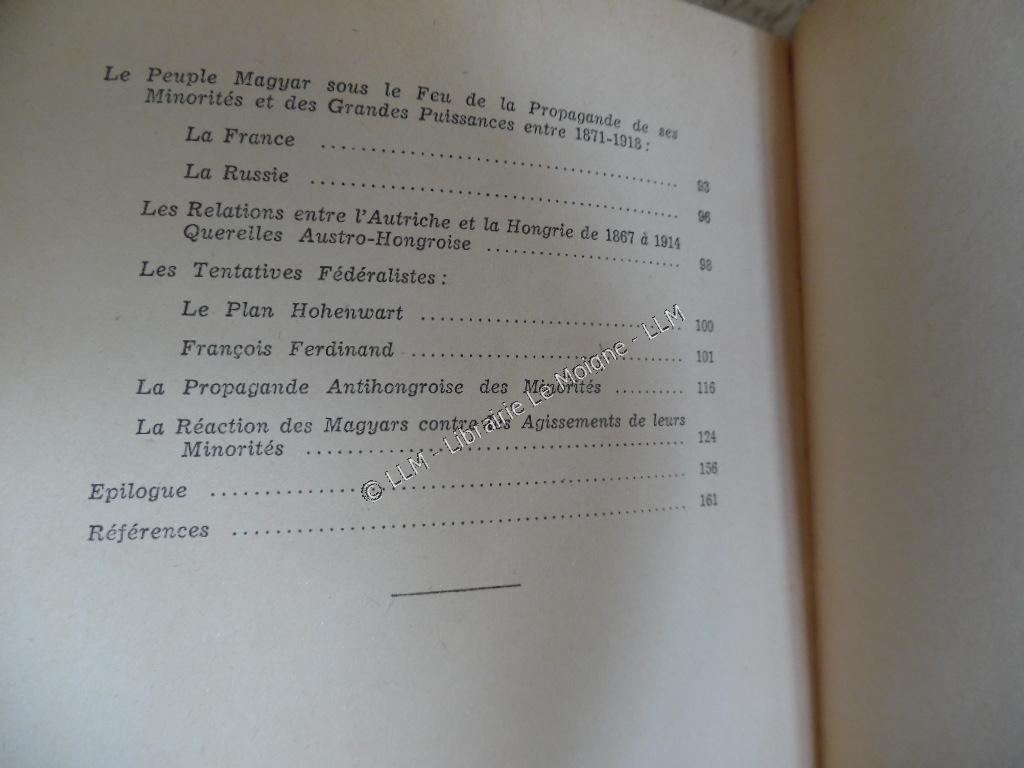 Le Peuple Magyar sous le Feu de la Propagande de ses
Minorités et des Grandes Puissances entre 1871-1918 :
La France .................................. 93
La Russie .................................. 96
Les Relations entre l'Autriche et la Hongrie de 1867 à 1914
Querelles Austro-Hongroise .................. 98
Les Tentatives Fédéralistes :
Le Plan Hohenwart ........................ 100
François Ferdinand ........................ 101
La Propagande Antihongroise des Minorités .......... 116
La Réaction des Magyars contre les Agissements de leurs
Minorités .................................. 124
Epilogue .......................................... 156
Références ........................................ 161
© LLM - Librairie Le Moigne - LLM